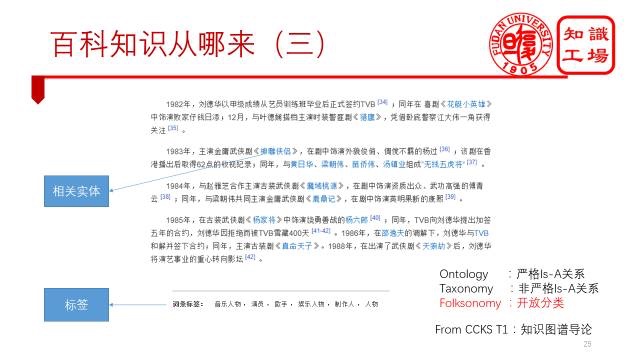 百科知识从哪来（三）
FUDAN UNIVERSITY
1905
知識
工場
1982年，刘德华以甲级成绩从艺员训练班毕业后正式签约TVB [34] ；同年在 喜剧《花艇小英雄》
中饰演败家仔钱日添；12月，与叶德娴搭档主演时装警匪剧《猎鹰》，凭借卧底警察江大伟一角获得
关注 [35] 。
1983年，主演金庸武侠剧《神雕侠侣》，在剧中饰演外貌俊俏、倜傥不羁的杨过 [36] ；该剧在香
港播出后取得62点的收视纪录；同年，与黄日华、梁朝伟、苗侨伟、汤镇业组成"无线五虎将" [37] 。
1984年，与赵雅芝合作主演古装武侠剧《魔域桃源》，在剧中饰演资质出众、武功高强的傅青
云 [38] ；同年，与梁朝伟共同主演金庸武侠剧《鹿鼎记》，在剧中饰演英明果断的康熙 [39] 。
1985年，在古装武侠剧《杨家将》中饰演骁勇善战的杨六郎 [40] ；同年，TVB向刘德华提出加签
五年的合约，刘德华因拒绝而被TVB雪藏400天 [41-42] 。1986年，在邵逸夫的调解下，刘德华与TVB
和解并签下合约；同年，主演古装剧《真命天子》。1988年，在出演了武侠剧《天狼劫》后，刘德华
将演艺事业的重心转向影坛 [42] 。
相关实体
标签
词条标签： 音乐人物 ， 演员 ， 歌手 ， 娱乐人物 ， 制作人 ， 人物
Ontology ：严格Is-A关系
Taxonomy ：非严格Is-A关系
Folksonomy ：开放分类
From CCKS T1：知识图谱导论
29